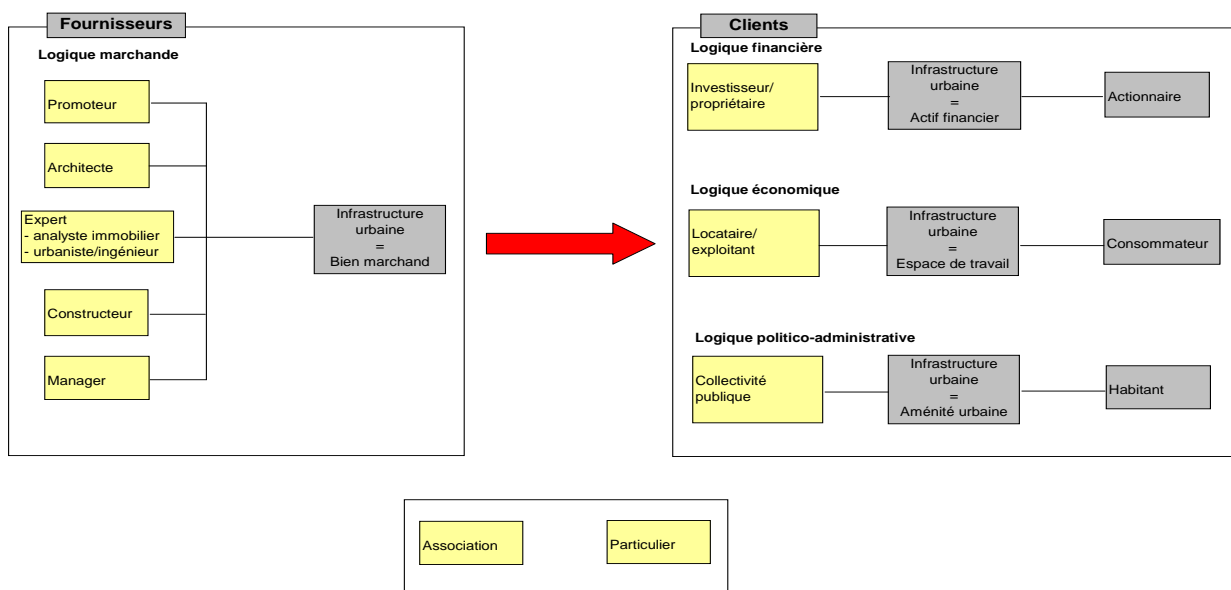 Fournisseurs
Logique marchande
Promoteur
Architecte
Expert
- analyste immobilier
- urbaniste/ingénieur
Constructeur
Manager
Infrastructure
urbaine
=
Bien marchand
Clients
Logique financière
Investisseur/
propriétaire
Infrastructure
urbaine
=
Actif financier
Actionnaire
Logique économique
Locataire/
exploitant
Infrastructure
urbaine
=
Espace de travail
Consommateur
Logique politico-administrative
Collectivité
publique
Infrastructure
urbaine
=
Aménité urbaine
Habitant
Association
Particulier